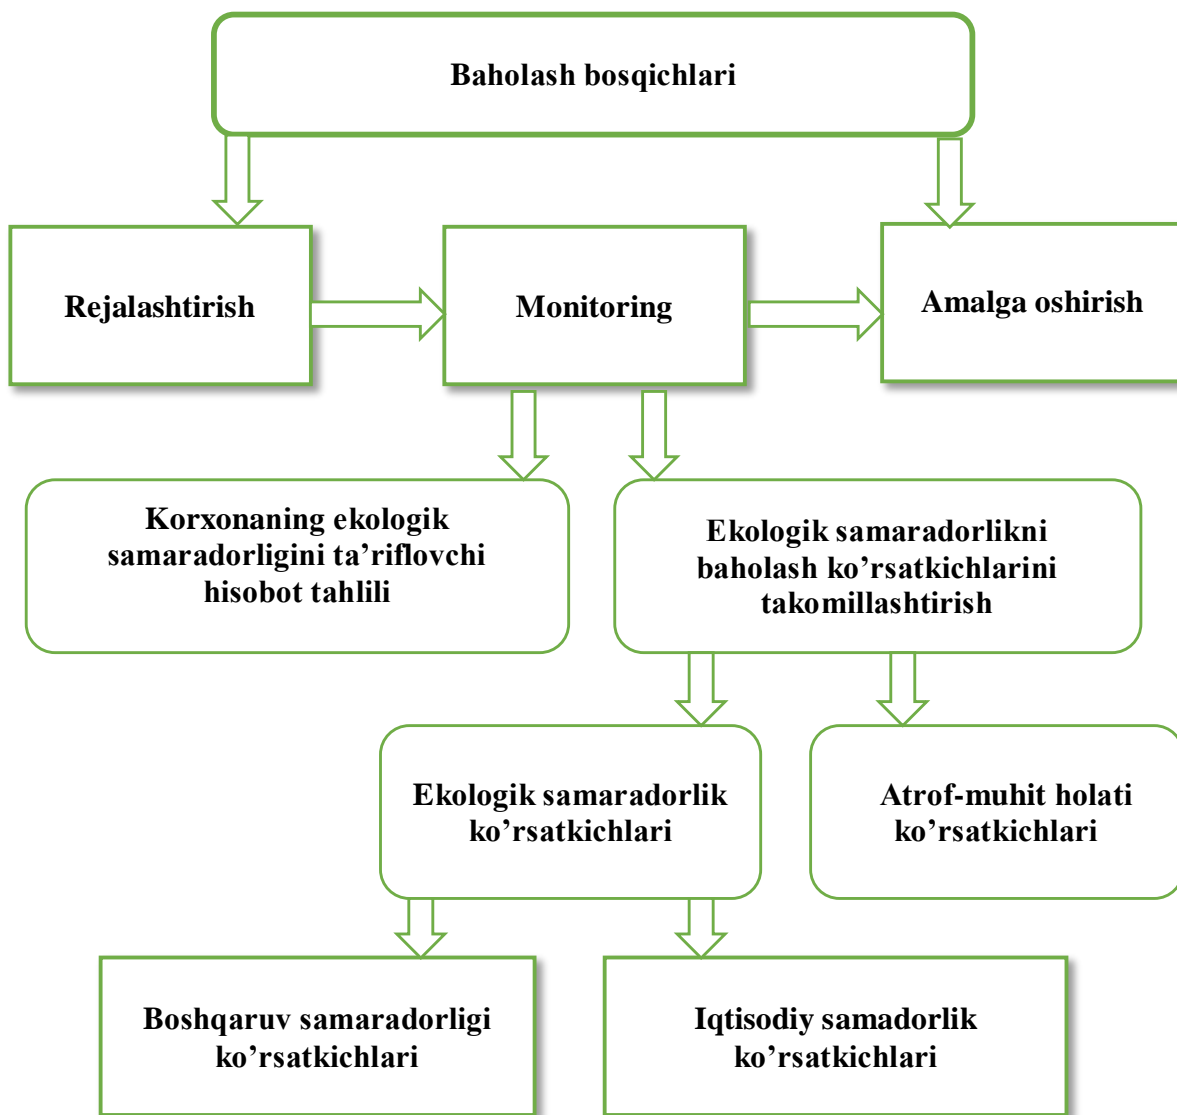 Baholash bosqichlari
Rejalashtirish
Monitoring
Amalga oshirish
Korxonaning ekologik
samaradorligini ta’riflovchi
hisobot tahlili
Ekologik samaradorlikni
baholash ko’rsatkichlarini
takomillashtirish
Ekologik samaradorlik
ko’rsatkichlari
Atrof-muhit holati
ko’rsatkichlari
Boshqaruv samaradorligi
ko’rsatkichlari
Iqtisodiy samadorlik
ko’rsatkichlari